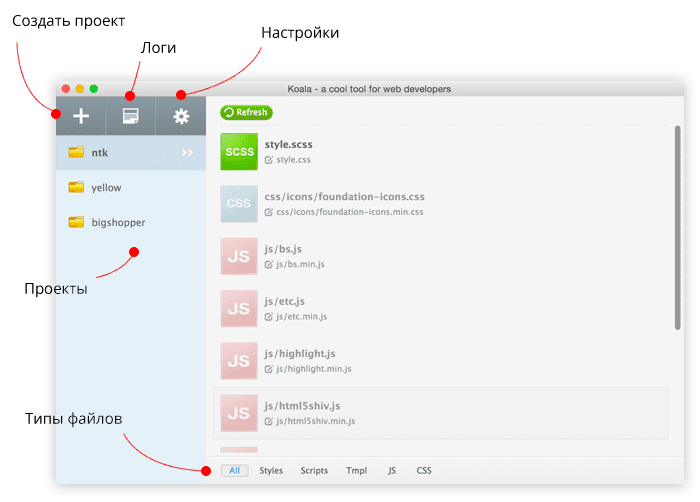 Создать проект
Логи
Настройки
Koala - a cool tool for web developers
Refresh
ntk
yellow
bigshopper
Проекты
Типы файлов
SCSS
style.scss
style.css
CSS
css/icons/foundation-icons.css
css/icons/foundation-icons.min.css
JS
js/bs.js
js/bs.min.js
JS
js/etc.js
js/etc.min.js
JS
js/highlight.js
js/highlight.min.js
JS
js/html5shiv.js
js/html5shiv.min.js
All Styles Scripts Tmpl JS CSS